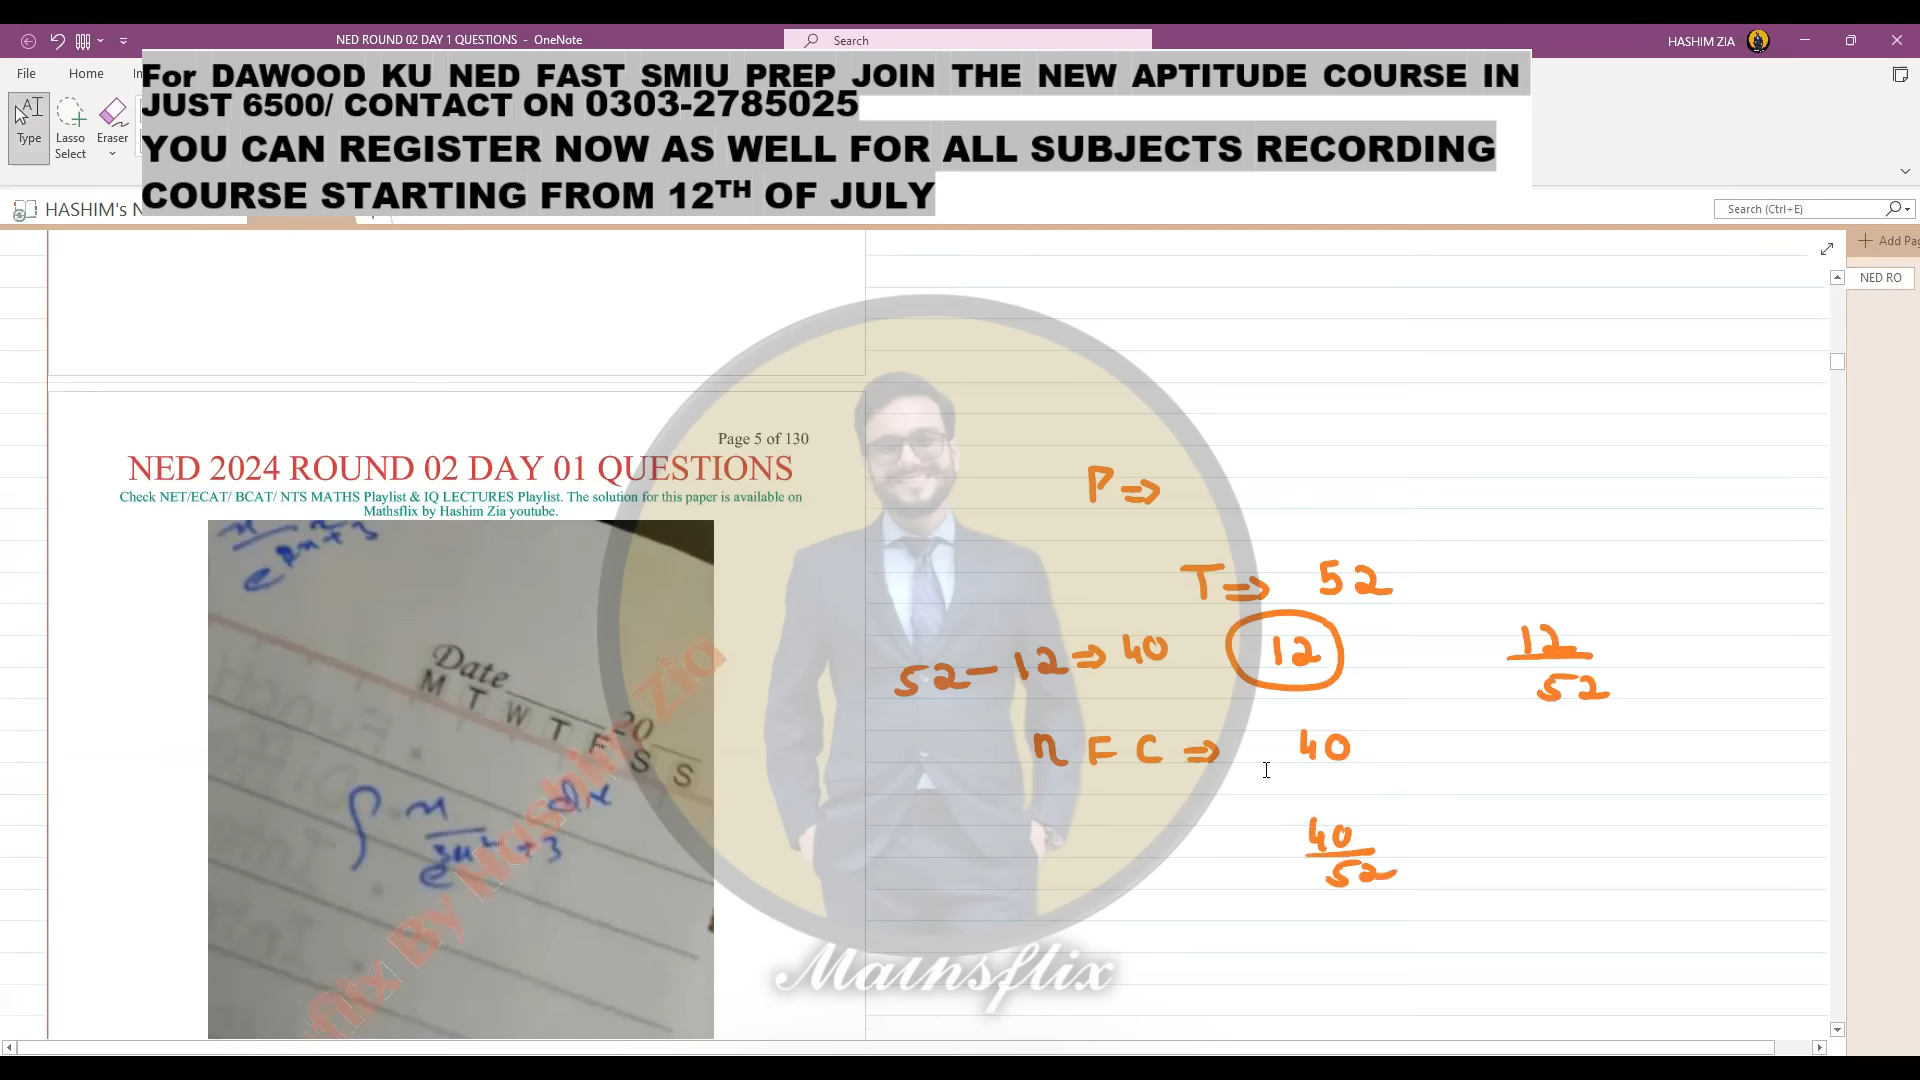 NED ROUND 02 DAY 1 QUESTIONS - OneNote
Search
HASHIM ZIA
File
Home
For DAWOOD KU NED FAST SMIU PREP JOIN THE NEW APTITUDE COURSE IN
JUST 6500/ CONTACT ON 0303-2785025
YOU CAN REGISTER NOW AS WELL FOR ALL SUBJECTS RECORDING
COURSE STARTING FROM 12TH OF JULY
Type
Lasso
Select
Eraser
HASHIM's N
Search (Ctrl+E)
Add Pag
NED RO
Page 5 of 130
NED 2024 ROUND 02 DAY 01 QUESTIONS
Check NET/ECAT/ BCAT/ NTS MATHS Playlist & IQ LECTURES Playlist. The solution for this paper is available on
Mathsflix by Hashim Zia youtube.
Date
M T W T F S S
20
flix By Hashim Zia
P ⇒
T ⇒ 52
52 - 12 ⇒ 40
12
12/52
n F C ⇒ 40
40/52